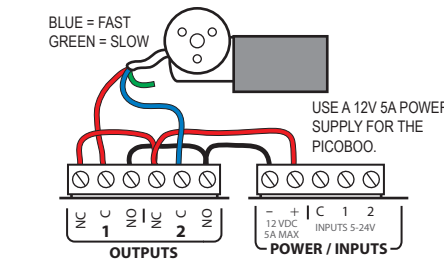 BLUE = FAST
GREEN = SLOW
USE A 12V 5A POWER
SUPPLY FOR THE
PICOBOO.
NC C NO NC C NO
1 2
OUTPUTS
– + C 1 2
12 VDC
5A MAX
INPUTS 5-24V
POWER / INPUTS